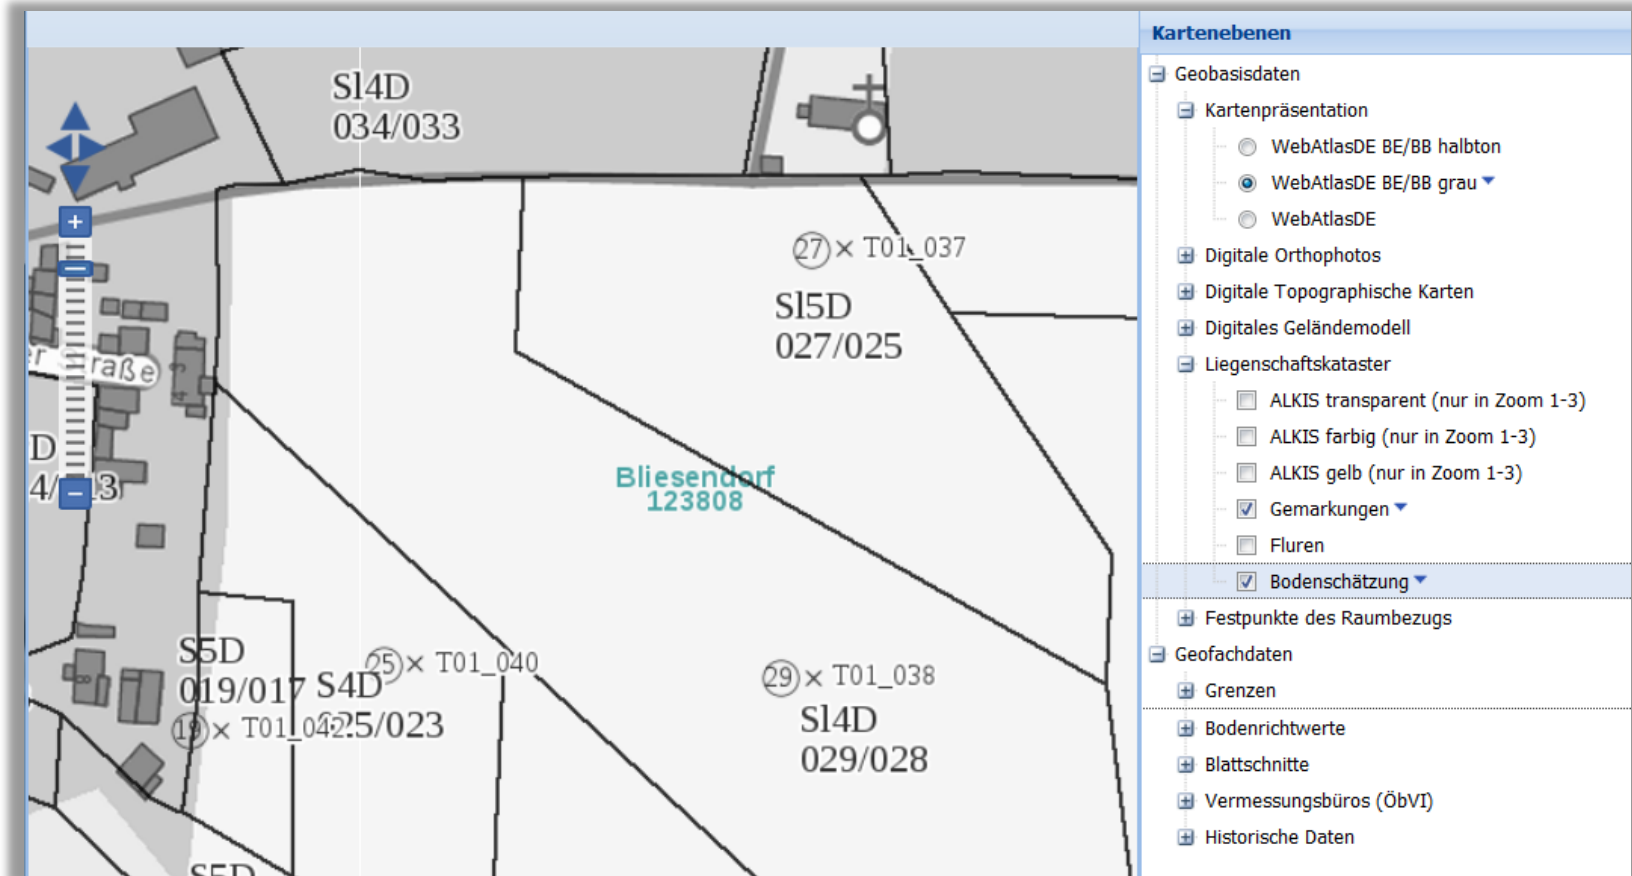 Sl4D
034/033
27 × T01_037
Sl5D
027/025
Bliesendorf
123808
raße
S5D
019/017
S4D
25 × T01_040
29 × T01_038
19 × T01_042
Sl4D
029/028
S5D
Kartenebenen
Geobasisdaten
Kartenpräsentation
WebAtlasDE BE/BB halbton
WebAtlasDE BE/BB grau
WebAtlasDE
Digitale Orthophotos
Digitale Topographische Karten
Digitales Geländemodell
Liegenschaftskataster
ALKIS transparent (nur in Zoom 1-3)
ALKIS farbig (nur in Zoom 1-3)
ALKIS gelb (nur in Zoom 1-3)
Gemarkungen
Fluren
Bodenschätzung
Festpunkte des Raumbezugs
Geofachdaten
Grenzen
Bodenrichtwerte
Blattschnitte
Vermessungsbüros (ÖbVI)
Historische Daten